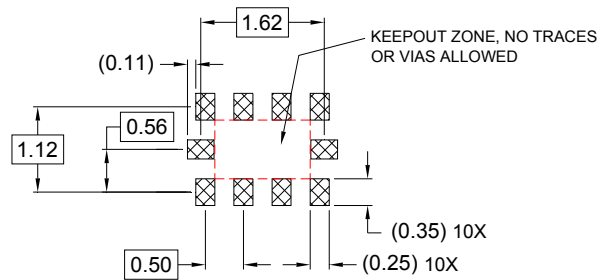 1.62
KEEPOUT ZONE, NO TRACES
OR VIAS ALLOWED
(0.11)
0.56
1.12
(0.35) 10X
(0.25) 10X
0.50